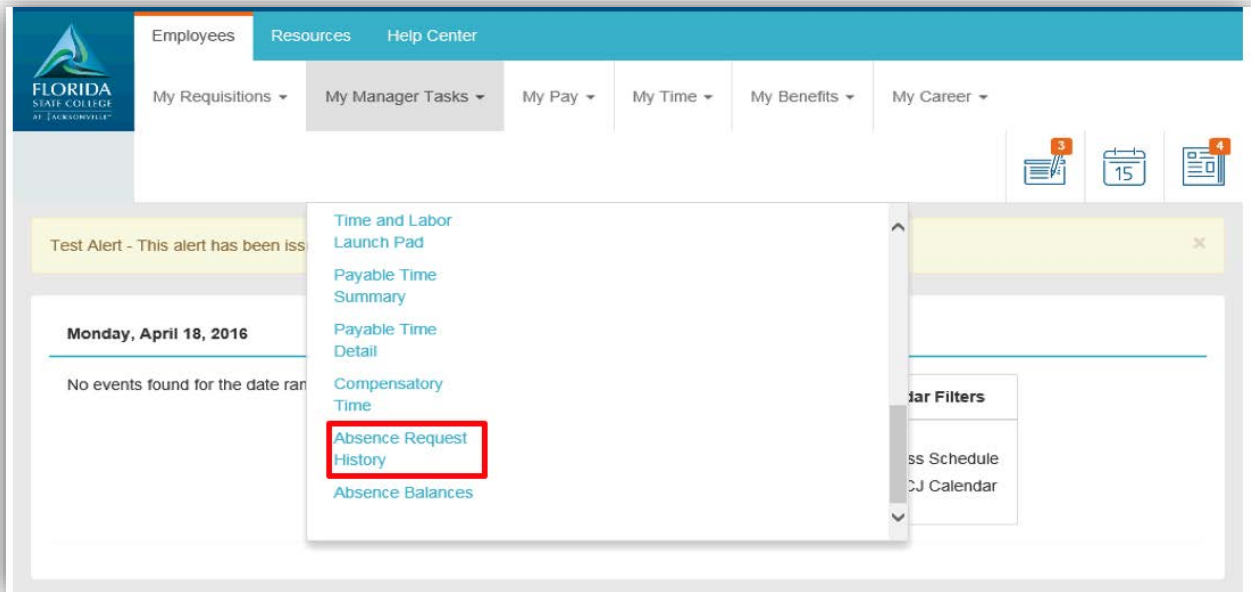 Employees Resources Help Center
FLORIDA
STATE COLLEGE
AT JACKSONVILLE
My Requisitions My Manager Tasks My Pay My Time My Benefits My Career
3
15
4
Time and Labor
Launch Pad
Test Alert - This alert has been iss
×
Payable Time
Summary
Payable Time
Detail
Compensatory
Time
Absence Request
History
Absence Balances
Monday, April 18, 2016
No events found for the date ran
dar Filters
ss Schedule
CJ Calendar